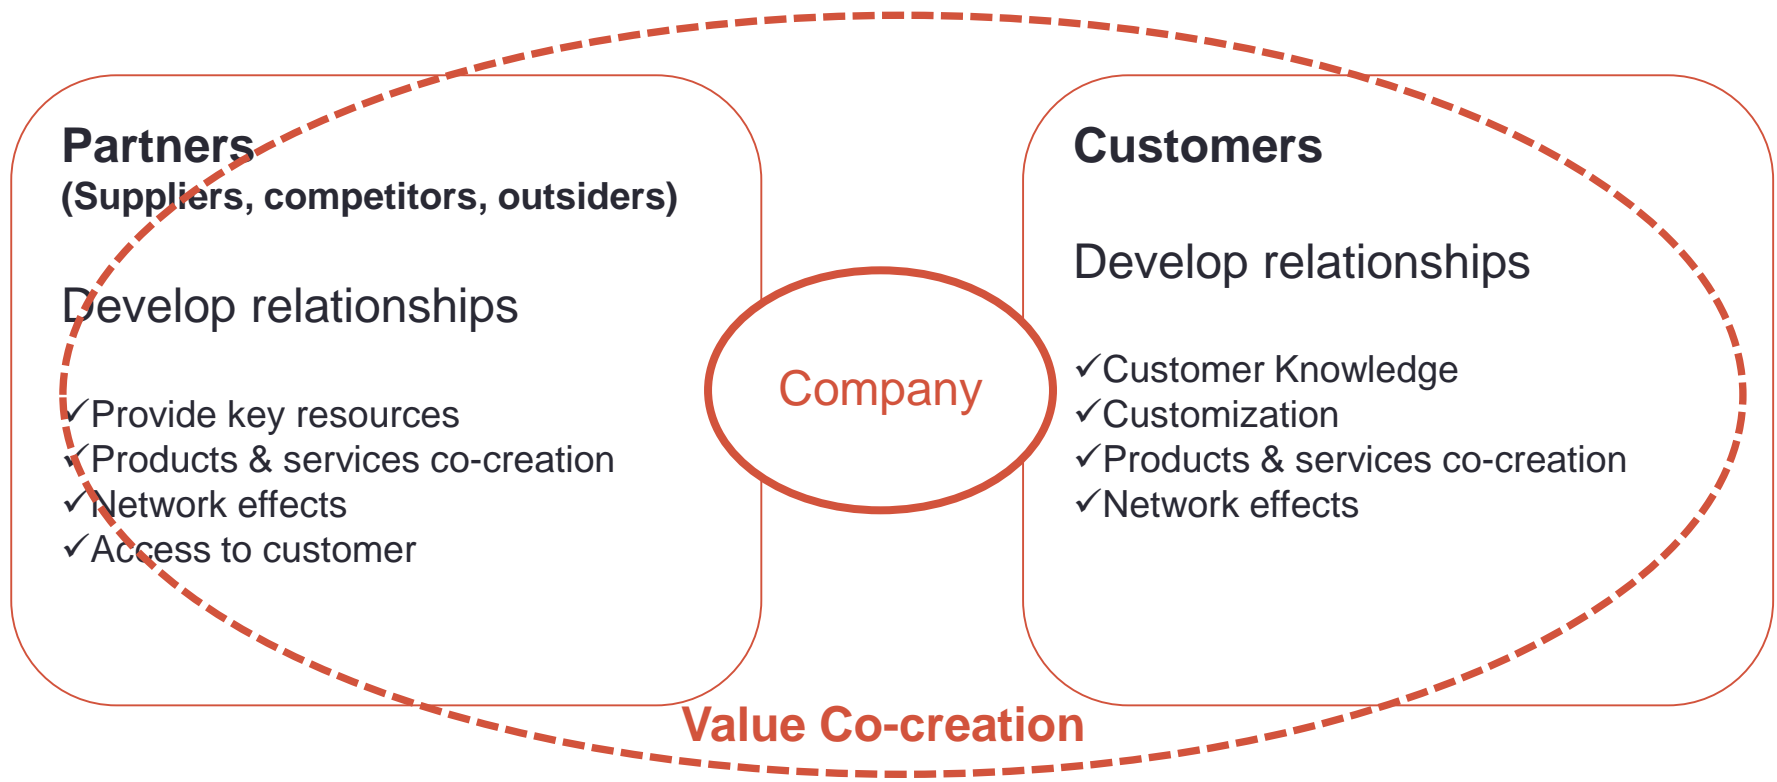 Partners
(Suppliers, competitors, outsiders)
Develop relationships
✓Provide key resources
✓Products & services co-creation
✓Network effects
✓Access to customer
Company
Customers
Develop relationships
✓Customer Knowledge
✓Customization
✓Products & services co-creation
✓Network effects
Value Co-creation